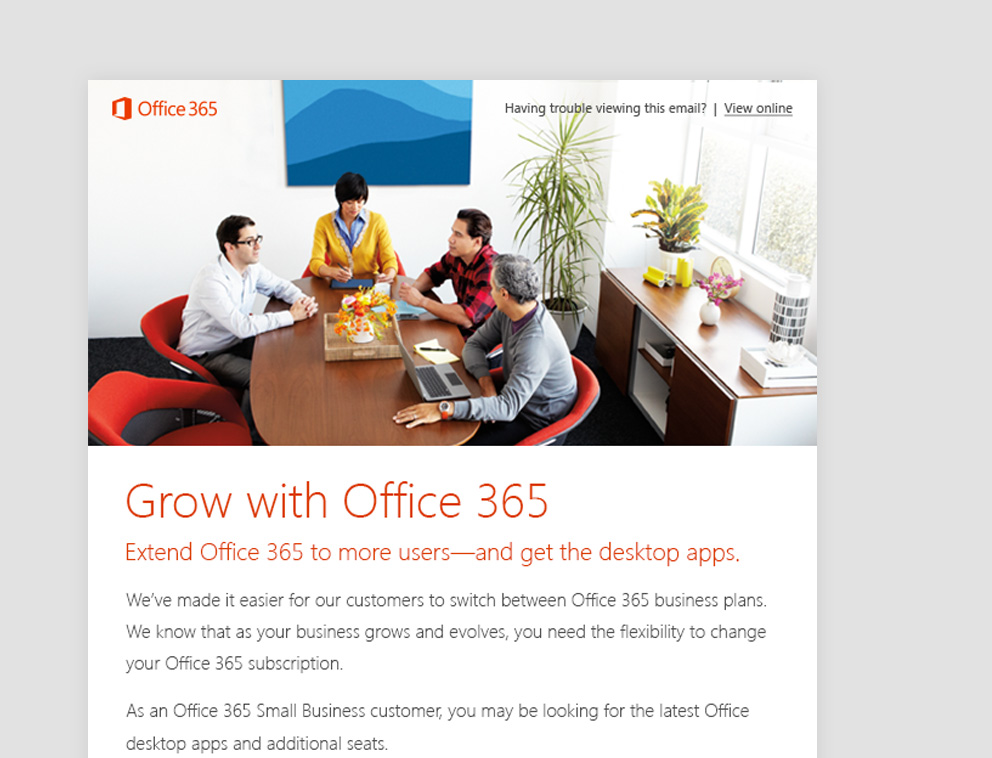 Office 365
Having trouble viewing this email? | View online
Grow with Office 365
Extend Office 365 to more users—and get the desktop apps.
We’ve made it easier for our customers to switch between Office 365 business plans.
We know that as your business grows and evolves, you need the flexibility to change
your Office 365 subscription.
As an Office 365 Small Business customer, you may be looking for the latest Office
desktop apps and additional seats.